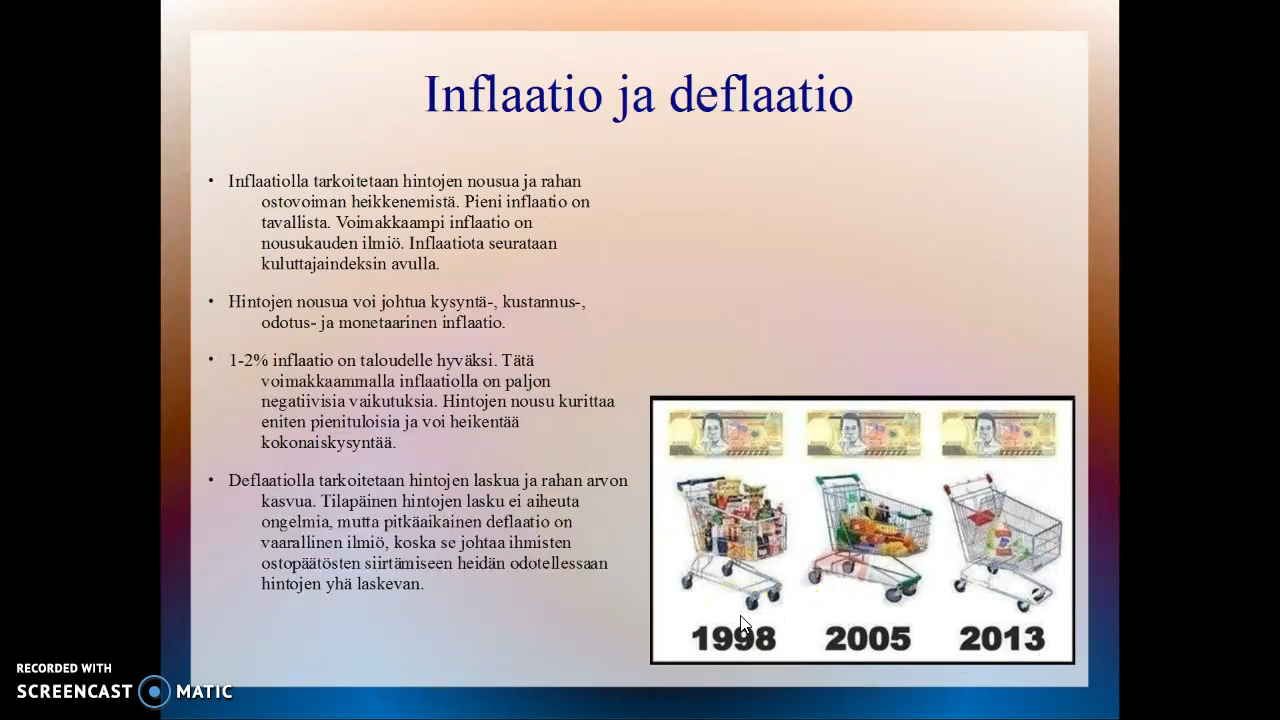 Inflaatio ja deflaatio
• Inflaatiolla tarkoitetaan hintojen nousua ja rahan
ostovoiman heikkenemistä. Pieni inflaatio on
tavallista. Voimakkaampi inflaatio on
nousukauden ilmiö. Inflaatiota seurataan
kuluttajaindeksin avulla.
• Hintojen nousua voi johtua kysyntä-, kustannus-,
odotus- ja monetaarinen inflaatio.
• 1-2% inflaatio on taloudelle hyväksi. Tätä
voimakkaammalla inflaatiolla on paljon
negatiivisia vaikutuksia. Hintojen nousu kurittaa
eniten pienituloisia ja voi heikentää
kokonaiskysyntää.
• Deflaatiolla tarkoitetaan hintojen laskua ja rahan arvon
kasvua. Tilapäinen hintojen lasku ei aiheuta
ongelmia, mutta pitkäaikainen deflaatio on
vaarallinen ilmiö, koska se johtaa ihmisten
ostopäätösten siirtämiseen heidän odotellessaan
hintojen yhä laskevan.
1998 2005 2013
RECORDED WITH
SCREENCAST MATIC